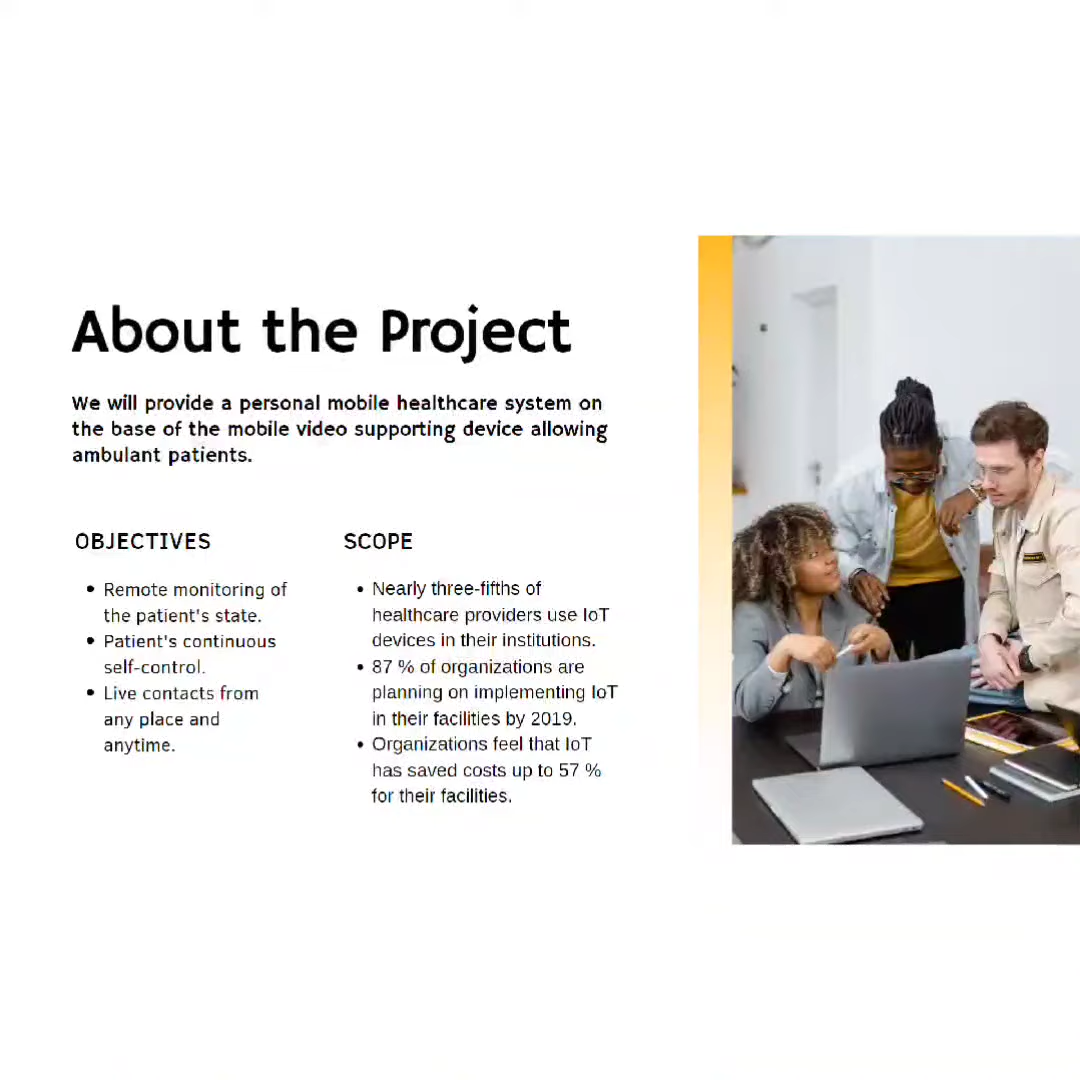 About the Project
We will provide a personal mobile healthcare system on
the base of the mobile video supporting device allowing
ambulant patients.
OBJECTIVES
• Remote monitoring of
the patient's state.
• Patient's continuous
self-control.
• Live contacts from
any place and
anytime.
SCOPE
• Nearly three-fifths of
healthcare providers use IoT
devices in their institutions.
• 87 % of organizations are
planning on implementing IoT
in their facilities by 2019.
• Organizations feel that IoT
has saved costs up to 57 %
for their facilities.